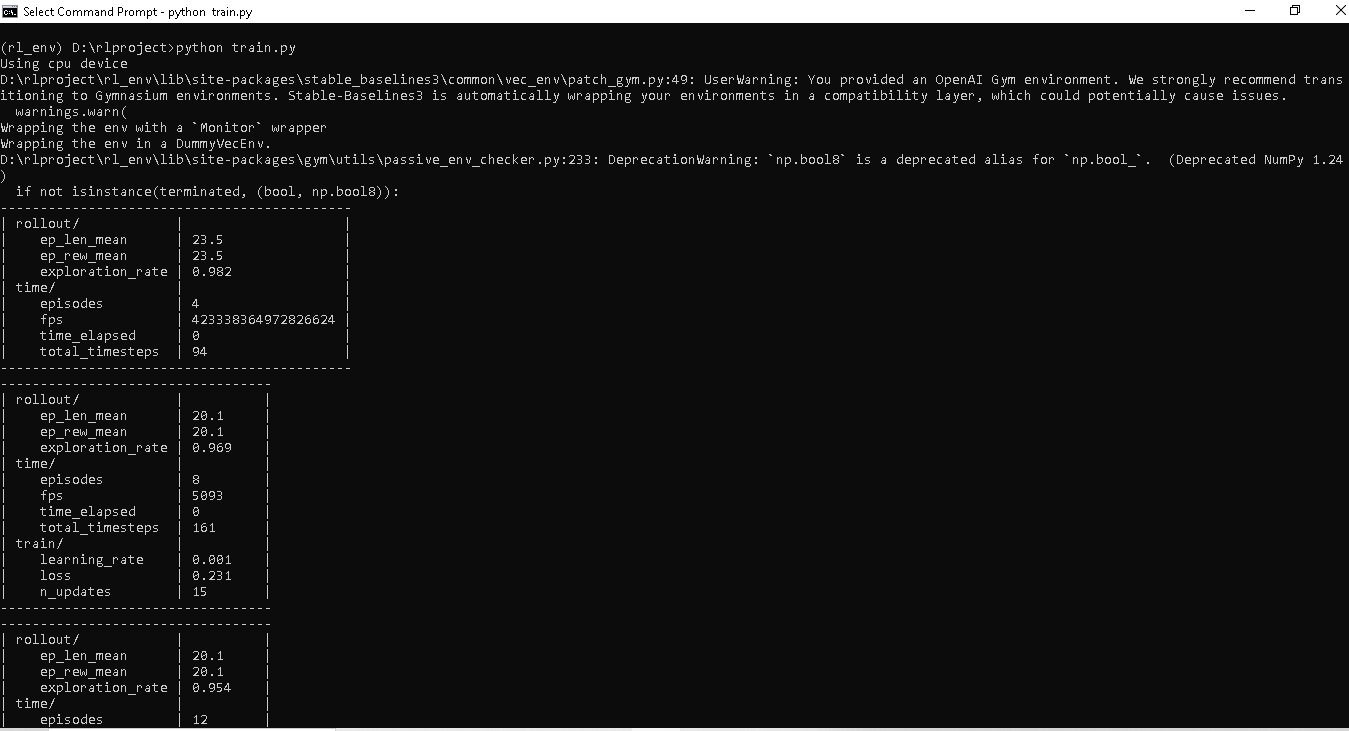 Select Command Prompt - python train.py
(rl_env) D:\rlproject>python train.py
Using cpu device
D:\rlproject\rl_env\lib\site-packages\stable_baselines3\common\vec_env\patch_gym.py:49: UserWarning: You provided an OpenAI Gym environment. We strongly recommend trans
itioning to Gymnasium environments. Stable-Baselines3 is automatically wrapping your environments in a compatibility layer, which could potentially cause issues.
  warnings.warn(
Wrapping the env with a `Monitor` wrapper
Wrapping the env in a DummyVecEnv.
D:\rlproject\rl_env\lib\site-packages\gym\utils\passive_env_checker.py:233: DeprecationWarning: `np.bool8` is a deprecated alias for `np.bool_`.  (Deprecated NumPy 1.24
)
  if not isinstance(terminated, (bool, np.bool8)):
--------------------------------------------
| rollout/            |                    |
|    ep_len_mean      | 23.5               |
|    ep_rew_mean      | 23.5               |
|    exploration_rate | 0.982              |
| time/               |                    |
|    episodes         | 4                  |
|    fps              | 423338364972826624 |
|    time_elapsed     | 0                  |
|    total_timesteps  | 94                 |
--------------------------------------------
----------------------------------
| rollout/            |          |
|    ep_len_mean      | 20.1     |
|    ep_rew_mean      | 20.1     |
|    exploration_rate | 0.969    |
| time/               |          |
|    episodes         | 8        |
|    fps              | 5093     |
|    time_elapsed     | 0        |
|    total_timesteps  | 161      |
| train/              |          |
|    learning_rate    | 0.001    |
|    loss             | 0.231    |
|    n_updates        | 15       |
----------------------------------
----------------------------------
| rollout/            |          |
|    ep_len_mean      | 20.1     |
|    ep_rew_mean      | 20.1     |
|    exploration_rate | 0.954    |
| time/               |          |
|    episodes         | 12       |